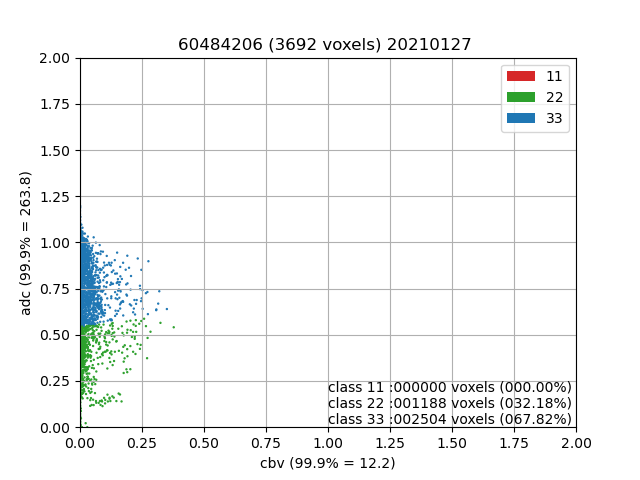 60484206 (3692 voxels) 20210127
2.00
1.75
1.50
1.25
1.00
0.75
0.50
0.25
0.00
adc (99.9% = 263.8)
11
22
33
class 11 :000000 voxels (000.00%)
class 22 :001188 voxels (032.18%)
class 33 :002504 voxels (067.82%)
0.00 0.25 0.50 0.75 1.00 1.25 1.50 1.75 2.00
cbv (99.9% = 12.2)